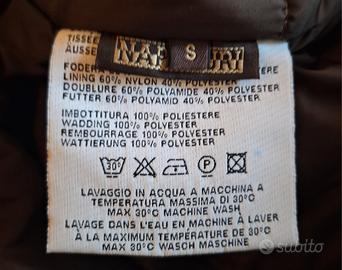 TISSE
AUSSE
S
FODER
LINING 60% NYLON 40% POLYESTER
DOUBLURE 60% POLYAMIDE 40% POLYESTER
FUTTER 60% POLYAMID 40% POLYESTER
IMBOTTITURA 100% POLIESTERE
WADDING 100% POLYESTER
REMBOURRAGE 100% POLYESTER
WATTIERUNG 100% POLYESTER
30°
P
LAVAGGIO IN ACQUA A MACCHINA A
TEMPERATURA MASSIMA DI 30°C
MAX 30°C MACHINE WASH
LAVAGE DANS L'EAU EN MACHINE À LAVER
À LA MAXIMUM TEMPÉRATURE DE 30°C
MAX 30°C WASCH MASCHINE
subito